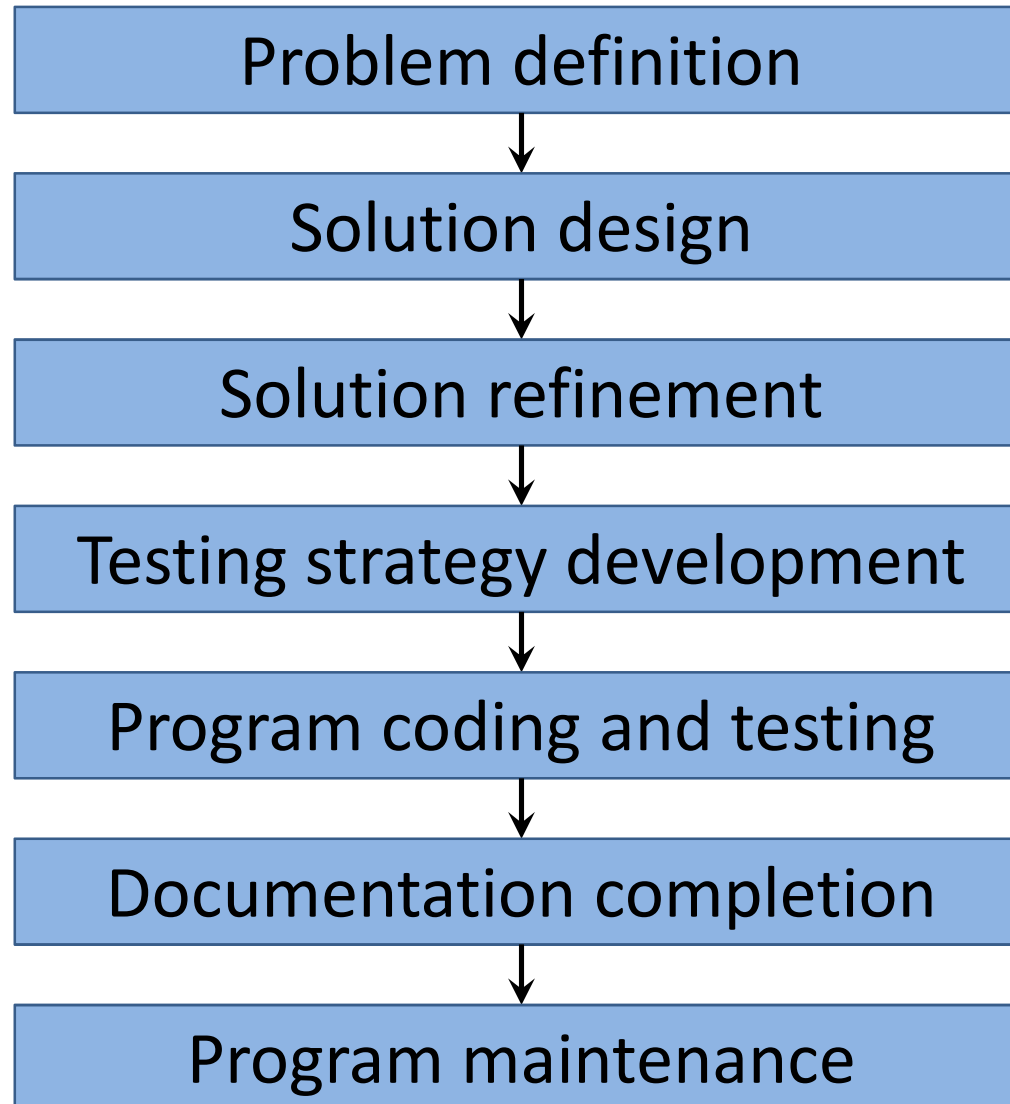 Problem definition
Solution design
Solution refinement
Testing strategy development
Program coding and testing
Documentation completion
Program maintenance